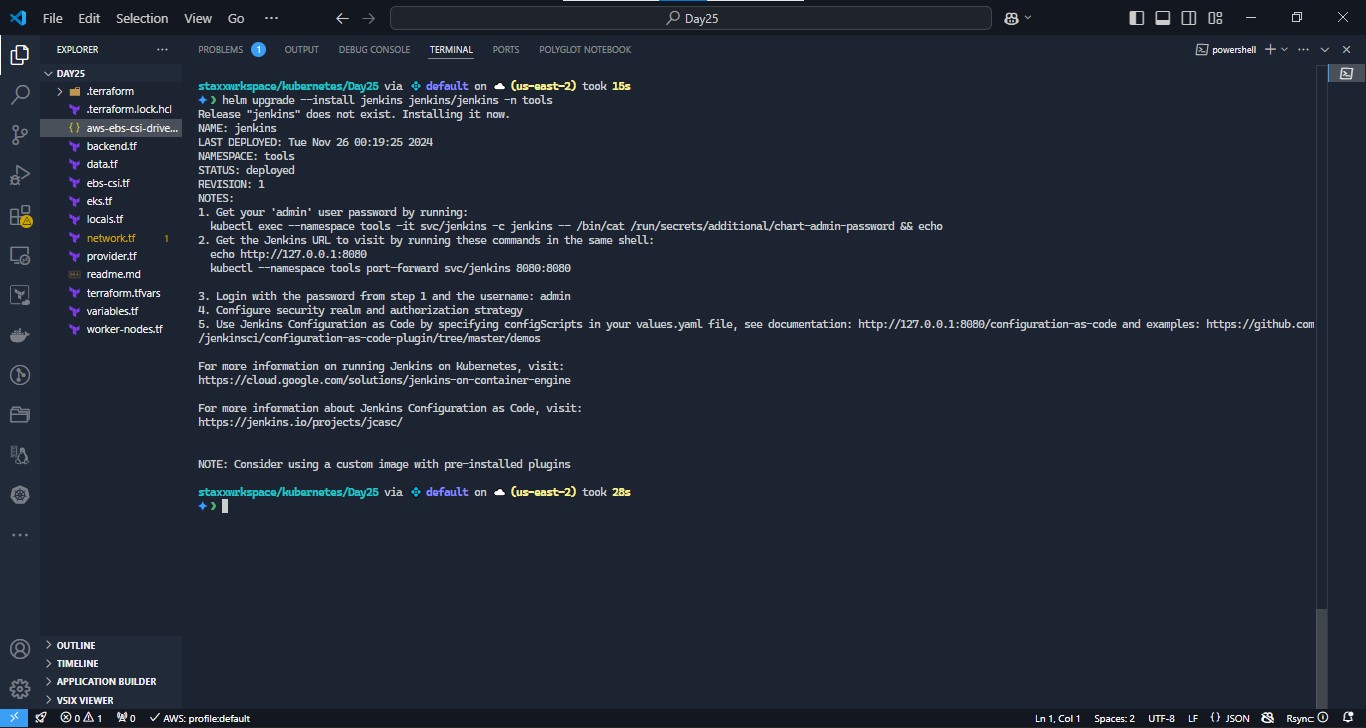 File Edit Selection View Go ···
Day25
EXPLORER ···
PROBLEMS 1 OUTPUT DEBUG CONSOLE TERMINAL PORTS POLYGLOT NOTEBOOK
powershell
DAY25
.terraform
.terraform.lock.hcl
aws-ebs-csi-drive...
backend.tf
data.tf
ebs-csi.tf
eks.tf
locals.tf
network.tf 1
provider.tf
readme.md
terraform.tfvars
variables.tf
worker-nodes.tf
OUTLINE
TIMELINE
APPLICATION BUILDER
VSIX VIEWER
staxxwrkspace/kubernetes/Day25 via default on (us-east-2) took 15s
helm upgrade --install jenkins jenkins/jenkins -n tools
Release "jenkins" does not exist. Installing it now.
NAME: jenkins
LAST DEPLOYED: Tue Nov 26 00:19:25 2024
NAMESPACE: tools
STATUS: deployed
REVISION: 1
NOTES:
1. Get your 'admin' user password by running:
kubectl exec --namespace tools -it svc/jenkins -c jenkins -- /bin/cat /run/secrets/additional/chart-admin-password && echo
2. Get the Jenkins URL to visit by running these commands in the same shell:
echo http://127.0.0.1:8080
kubectl --namespace tools port-forward svc/jenkins 8080:8080
3. Login with the password from step 1 and the username: admin
4. Configure security realm and authorization strategy
5. Use Jenkins Configuration as Code by specifying configScripts in your values.yaml file, see documentation: http://127.0.0.1:8080/configuration-as-code and examples: https://github.com
/jenkinsci/configuration-as-code-plugin/tree/master/demos
For more information on running Jenkins on Kubernetes, visit:
https://cloud.google.com/solutions/jenkins-on-container-engine
For more information about Jenkins Configuration as Code, visit:
https://jenkins.io/projects/jcasc/
NOTE: Consider using a custom image with pre-installed plugins
staxxwrkspace/kubernetes/Day25 via default on (us-east-2) took 28s
0 1 0 AWS: profile:default Ln 1, Col 1 Spaces: 2 UTF-8 LF {} JSON Rsync: